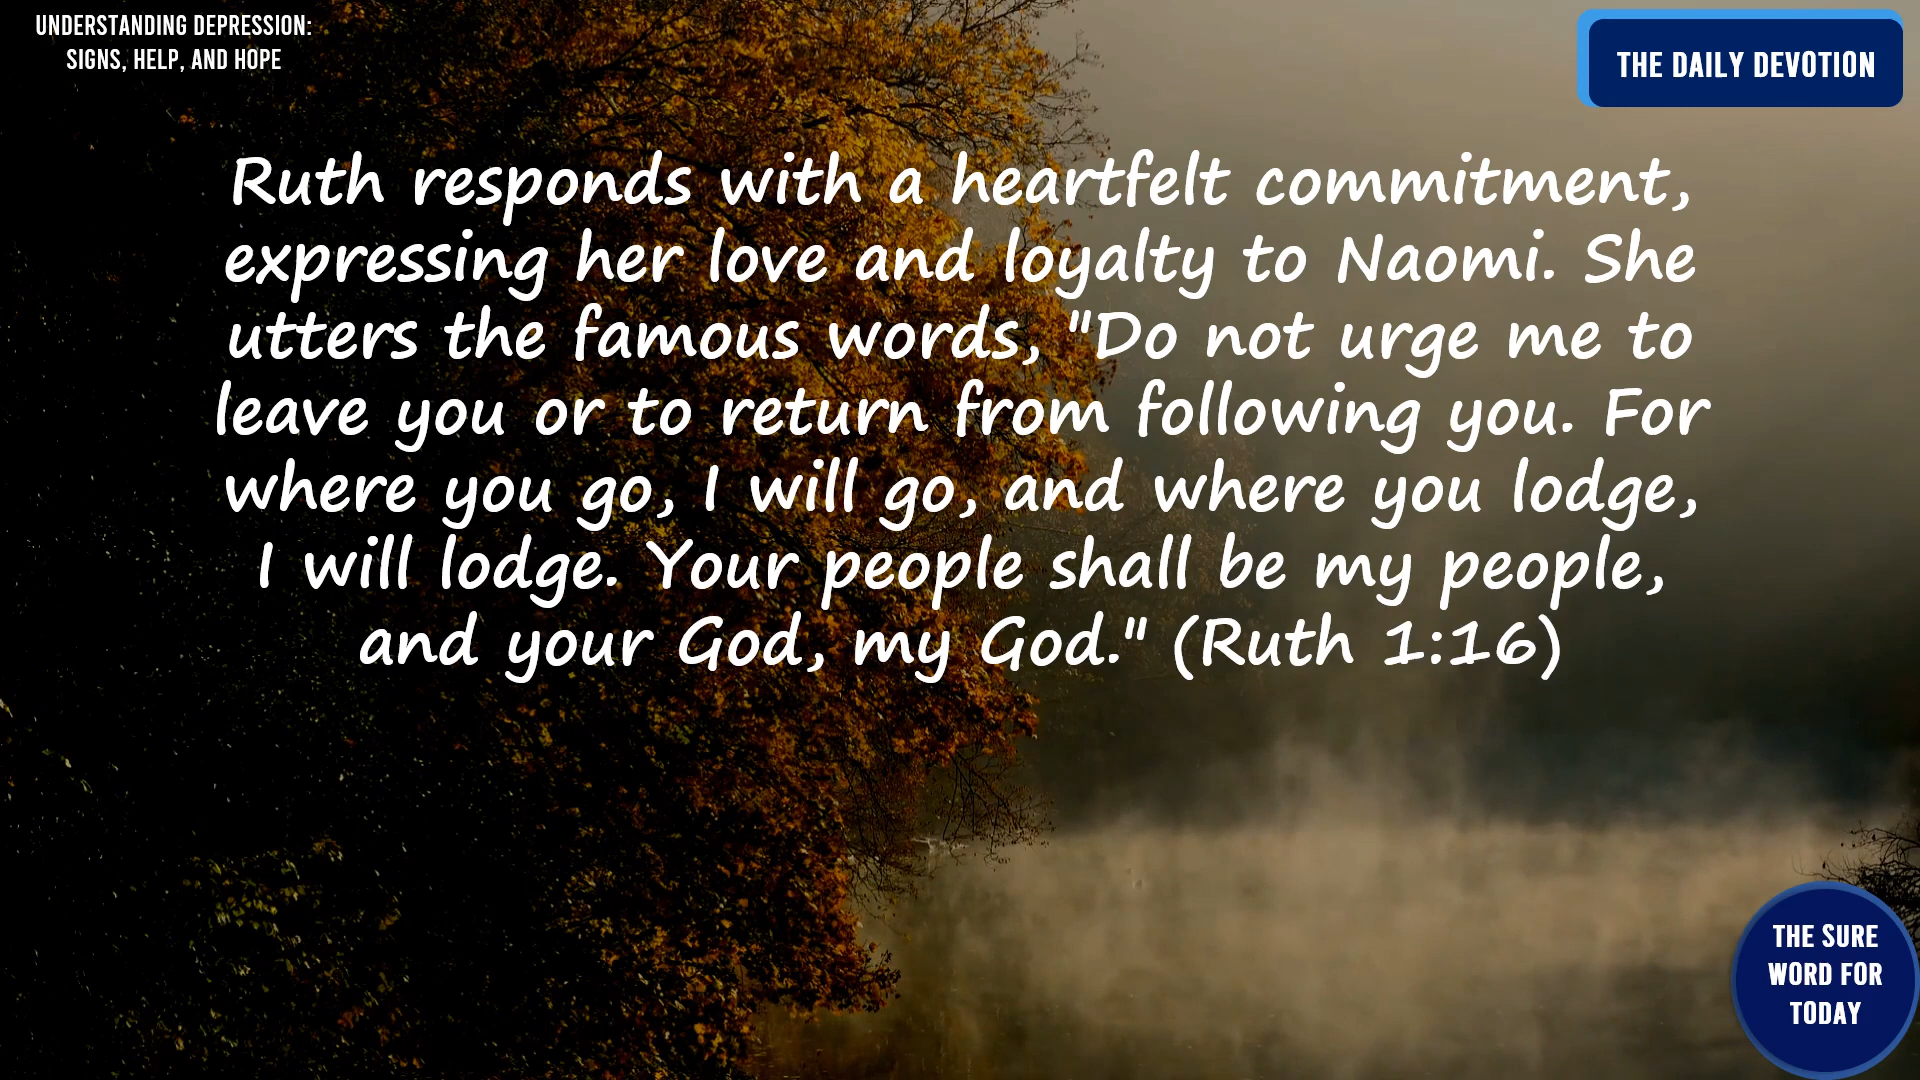 UNDERSTANDING DEPRESSION:
SIGNS, HELP, AND HOPE
THE DAILY DEVOTION
Ruth responds with a heartfelt commitment,
expressing her love and loyalty to Naomi. She
utters the famous words, "Do not urge me to
leave you or to return from following you. For
where you go, I will go, and where you lodge,
I will lodge. Your people shall be my people,
and your God, my God." (Ruth 1:16)
THE SURE
WORD FOR
TODAY